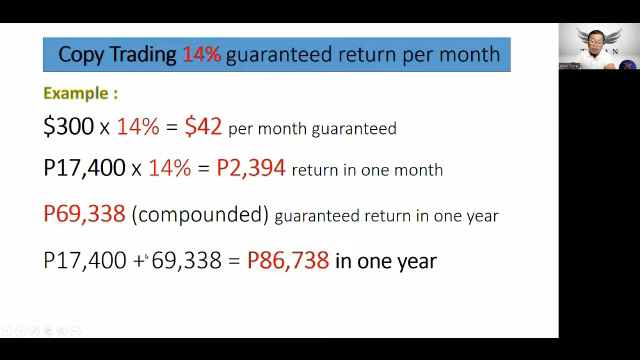 Copy Trading 14% guaranteed return per month
Example :
$300 x 14% = $42 per month guaranteed
P17,400 x 14% = P2,394 return in one month
P69,338 (compounded) guaranteed return in one year
P17,400 + 69,338 = P86,738 in one year